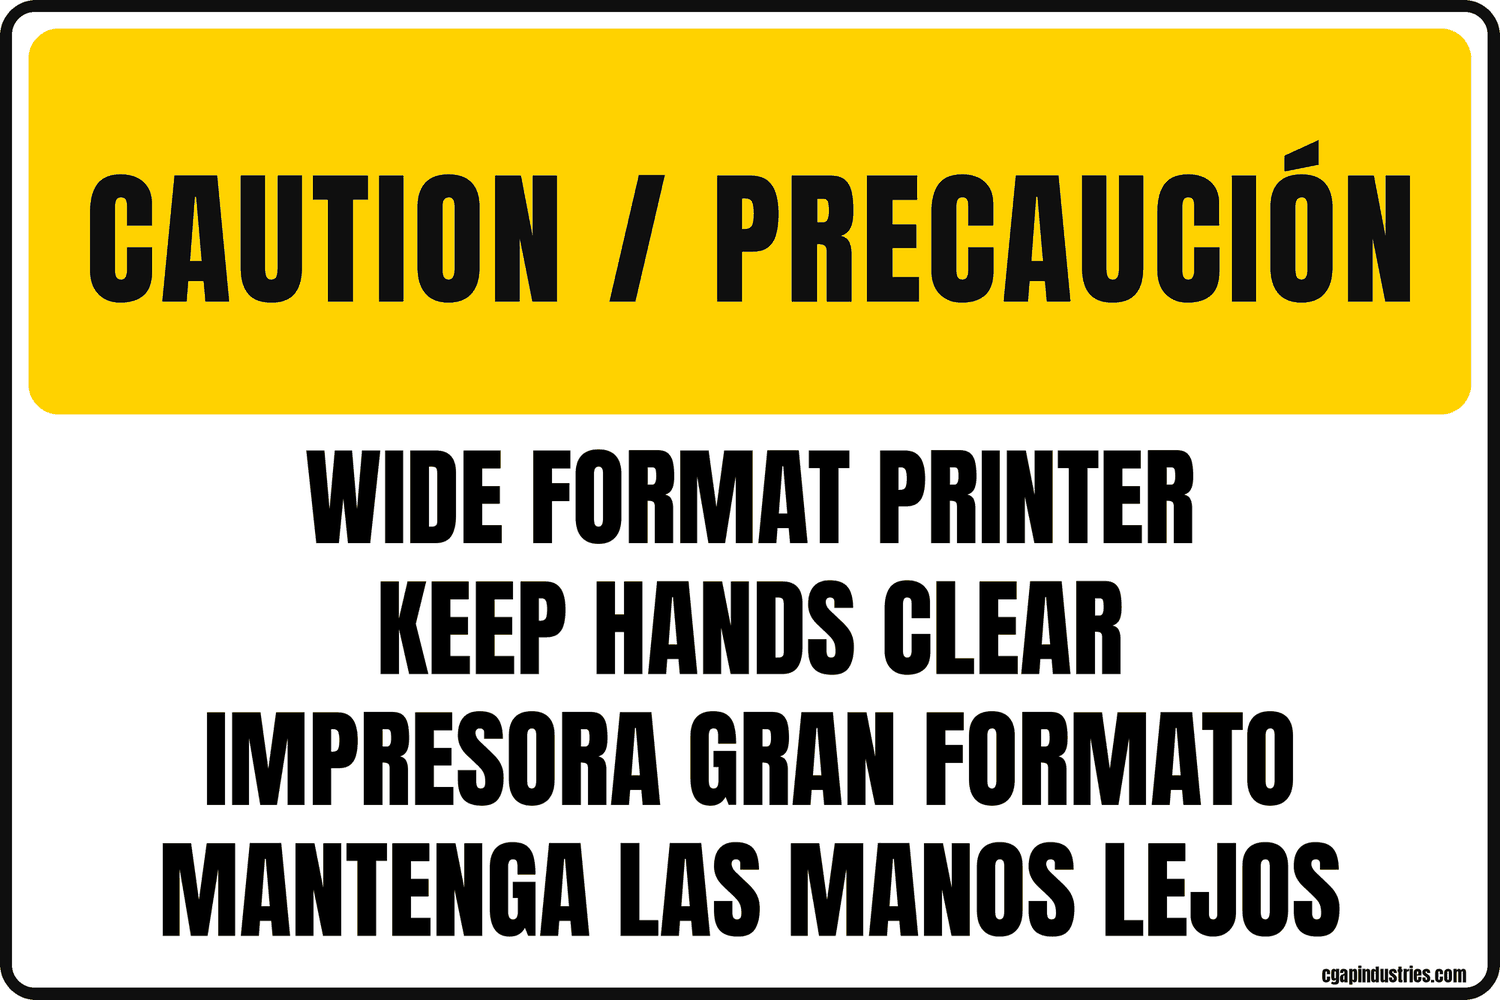 CAUTION / PRECAUCIÓN
WIDE FORMAT PRINTER
KEEP HANDS CLEAR
IMPRESORA GRAN FORMATO
MANTENGA LAS MANOS LEJOS
cgapindustries.com